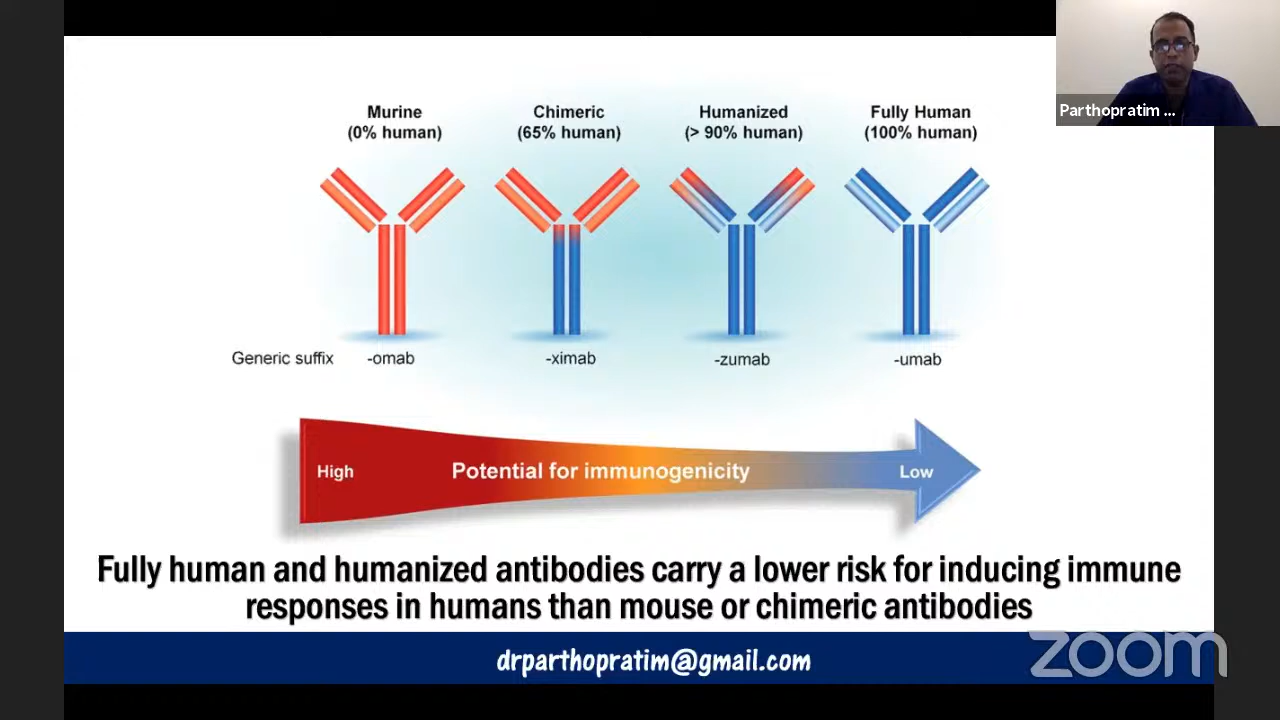 Parthopratim ...
Murine
(0% human)
Chimeric
(65% human)
Humanized
(> 90% human)
Fully Human
(100% human)
Generic suffix
-omab
-ximab
-zumab
-umab
High
Potential for immunogenicity
Low
Fully human and humanized antibodies carry a lower risk for inducing immune
responses in humans than mouse or chimeric antibodies
drparthopratim@gmail.com
zoom